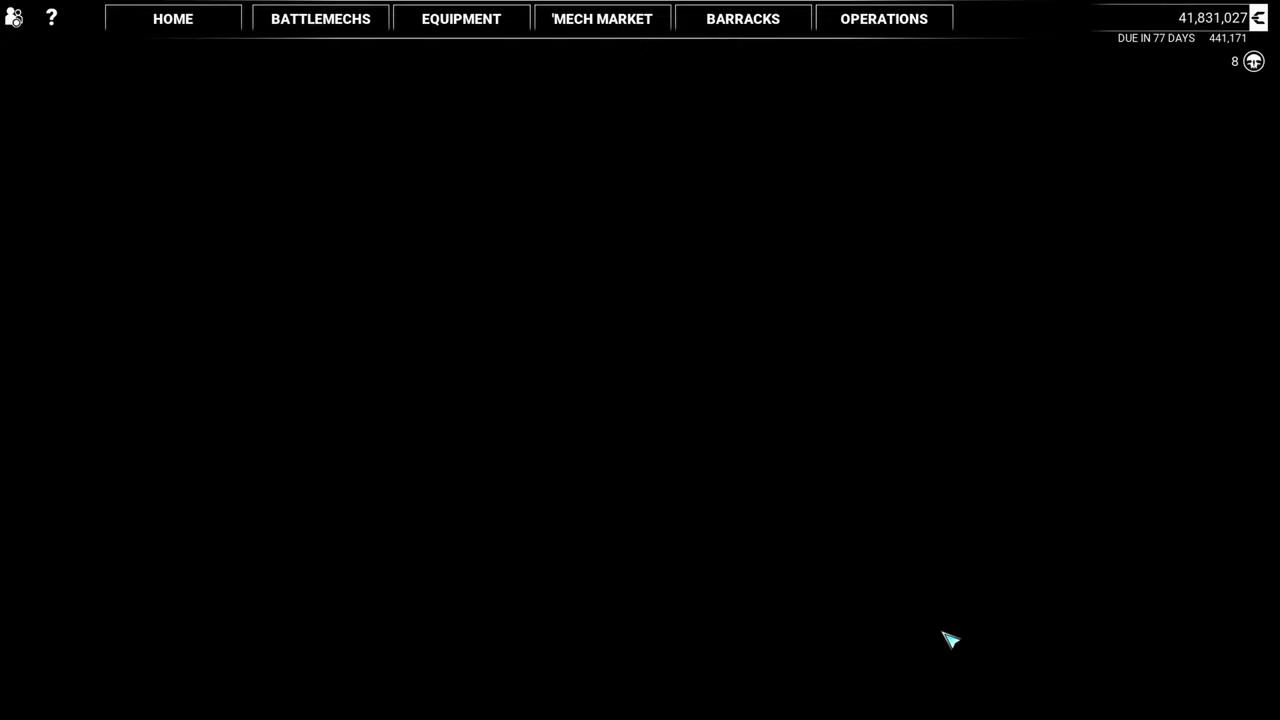 ?
HOME
BATTLEMECHS
EQUIPMENT
'MECH MARKET
BARRACKS
OPERATIONS
41,831,027
DUE IN 77 DAYS 441,171
8